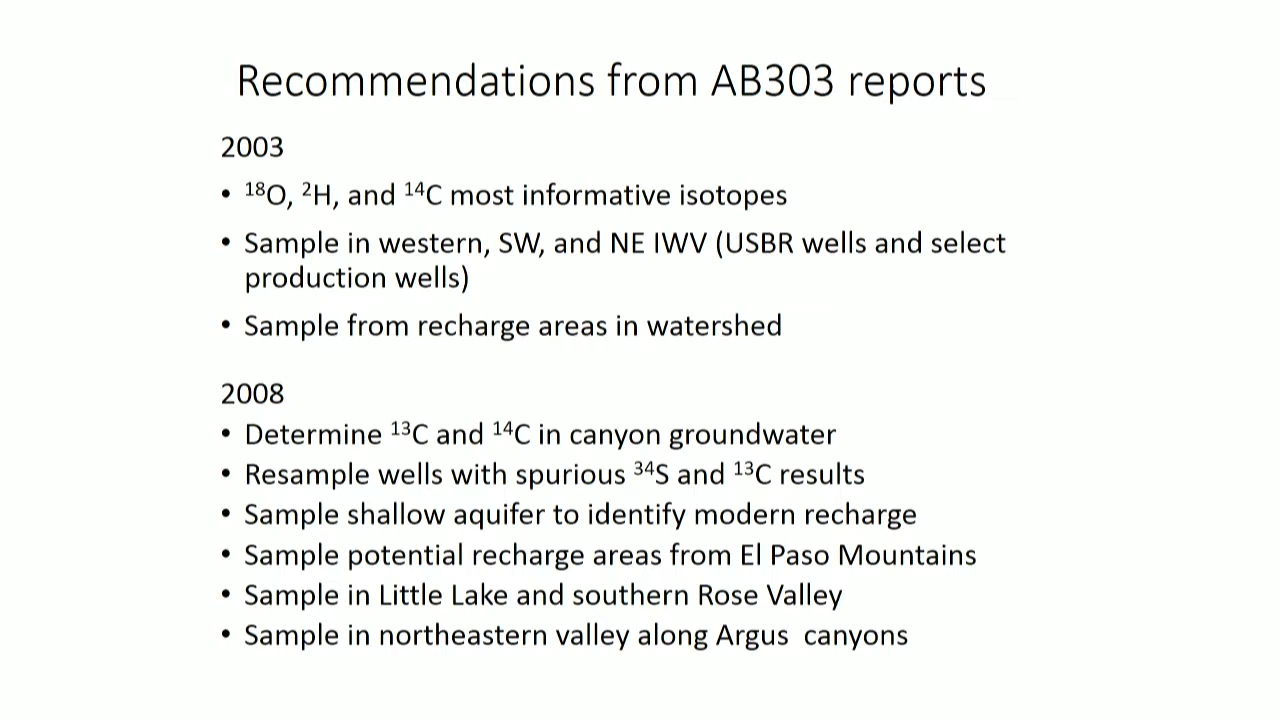 Recommendations from AB303 reports
2003
• ¹⁸O, ²H, and ¹⁴C most informative isotopes
• Sample in western, SW, and NE IWV (USBR wells and select
production wells)
• Sample from recharge areas in watershed
2008
• Determine ¹³C and ¹⁴C in canyon groundwater
• Resample wells with spurious ³⁴S and ¹³C results
• Sample shallow aquifer to identify modern recharge
• Sample potential recharge areas from El Paso Mountains
• Sample in Little Lake and southern Rose Valley
• Sample in northeastern valley along Argus  canyons